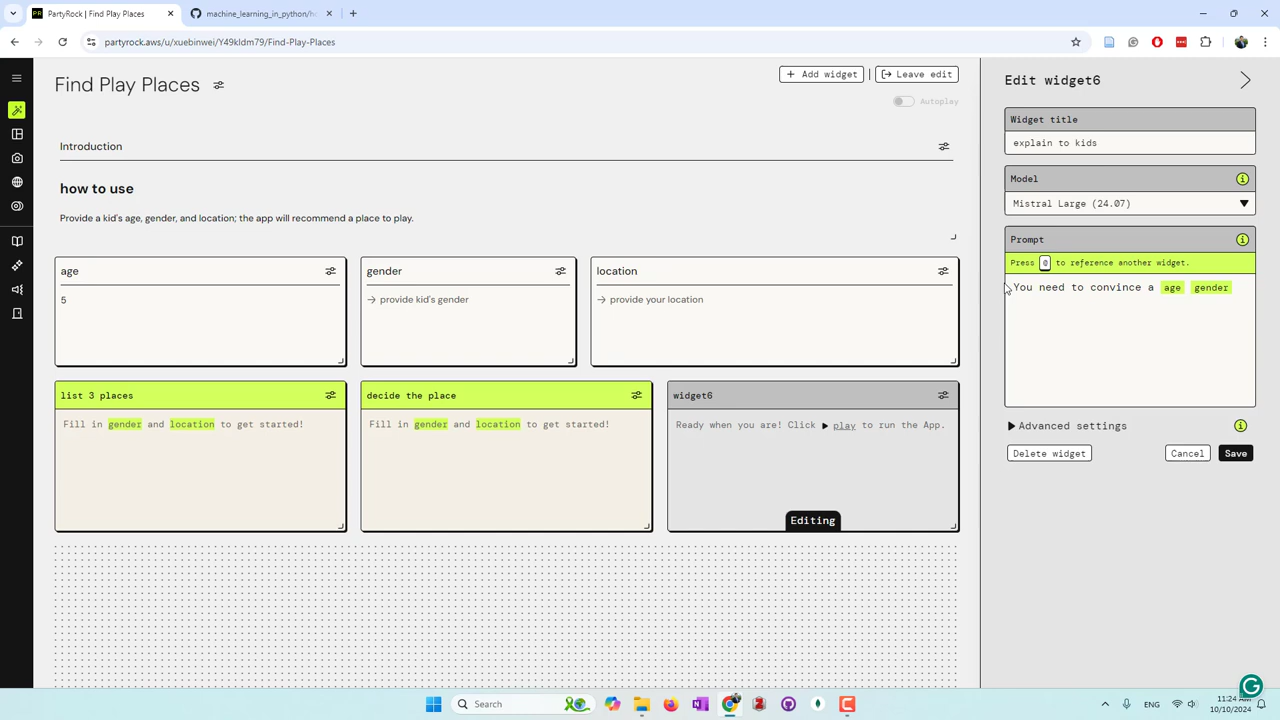 PartyRock | Find Play Places
machine_learning_in_python/h
partyrock.aws/u/xuebinwei/Y49kIdm79/Find-Play-Places
Find Play Places
Add widget
Leave edit
Autoplay
Introduction
how to use
Provide a kid's age, gender, and location; the app will recommend a place to play.
age
5
gender
provide kid's gender
location
provide your location
list 3 places
Fill in gender and location to get started!
decide the place
Fill in gender and location to get started!
widget6
Ready when you are! Click play to run the App.
Editing
Edit widget6
Widget title
explain to kids
Model
Mistral Large (24.07)
Prompt
Press @ to reference another widget.
You need to convince a age gender
Advanced settings
Delete widget
Cancel
Save
Search
ENG
11:24 AM
10/10/2024